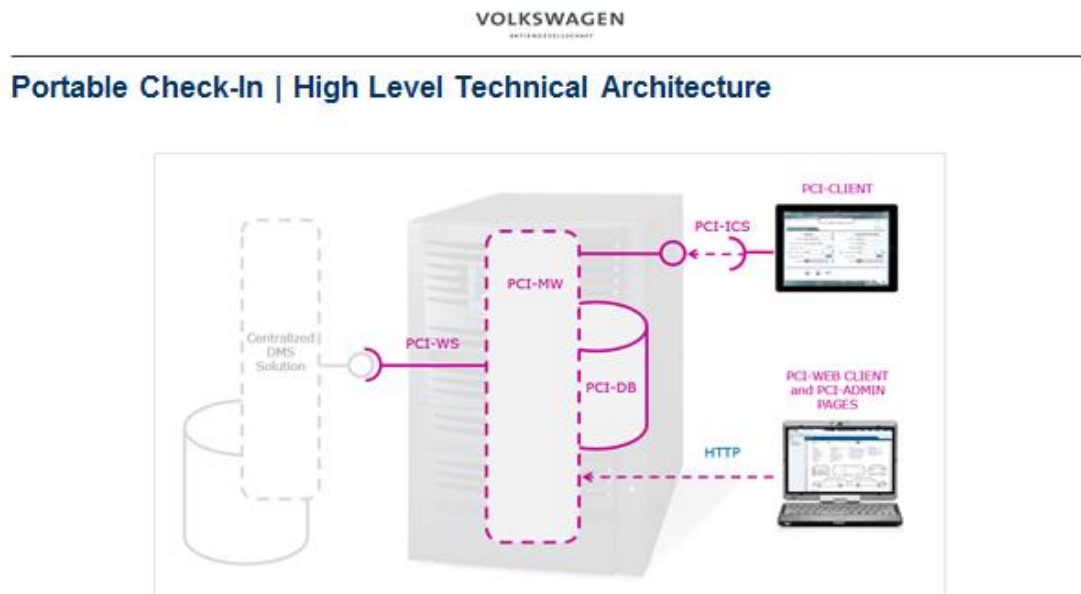 VOLKSWAGEN
AKTIENGESELLSCHAFT
Portable Check-In | High Level Technical Architecture
PCI-CLIENT
PCI-ICS
PCI-MW
Centralized
DMS
Solution
PCI-WS
PCI-DB
PCI-WEB CLIENT
and PCI-ADMIN
PAGES
HTTP